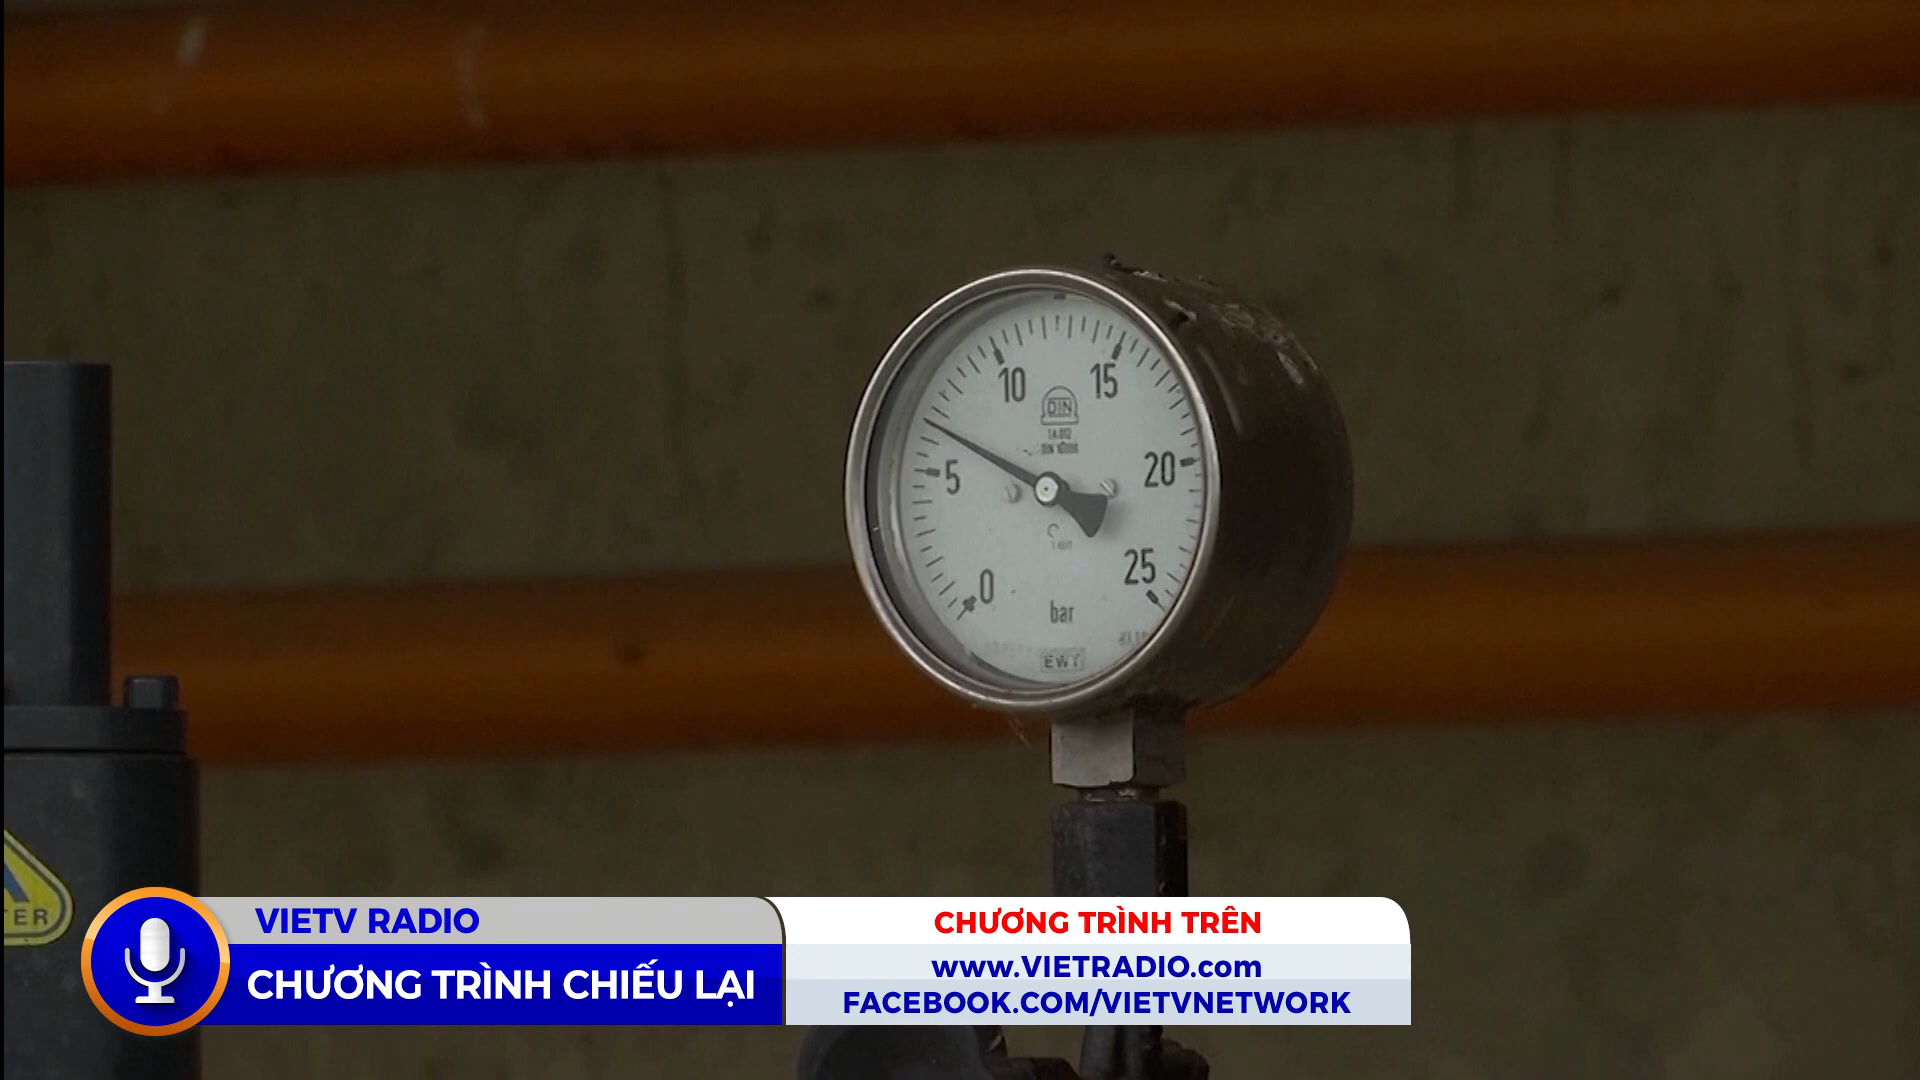 10
15
DIN
5
20
0
25
bar
EWT
TER
VIETV RADIO
CHƯƠNG TRÌNH CHIẾU LẠI
CHƯƠNG TRÌNH TRÊN
www.VIETRADIO.com
FACEBOOK.COM/VIETVNETWORK